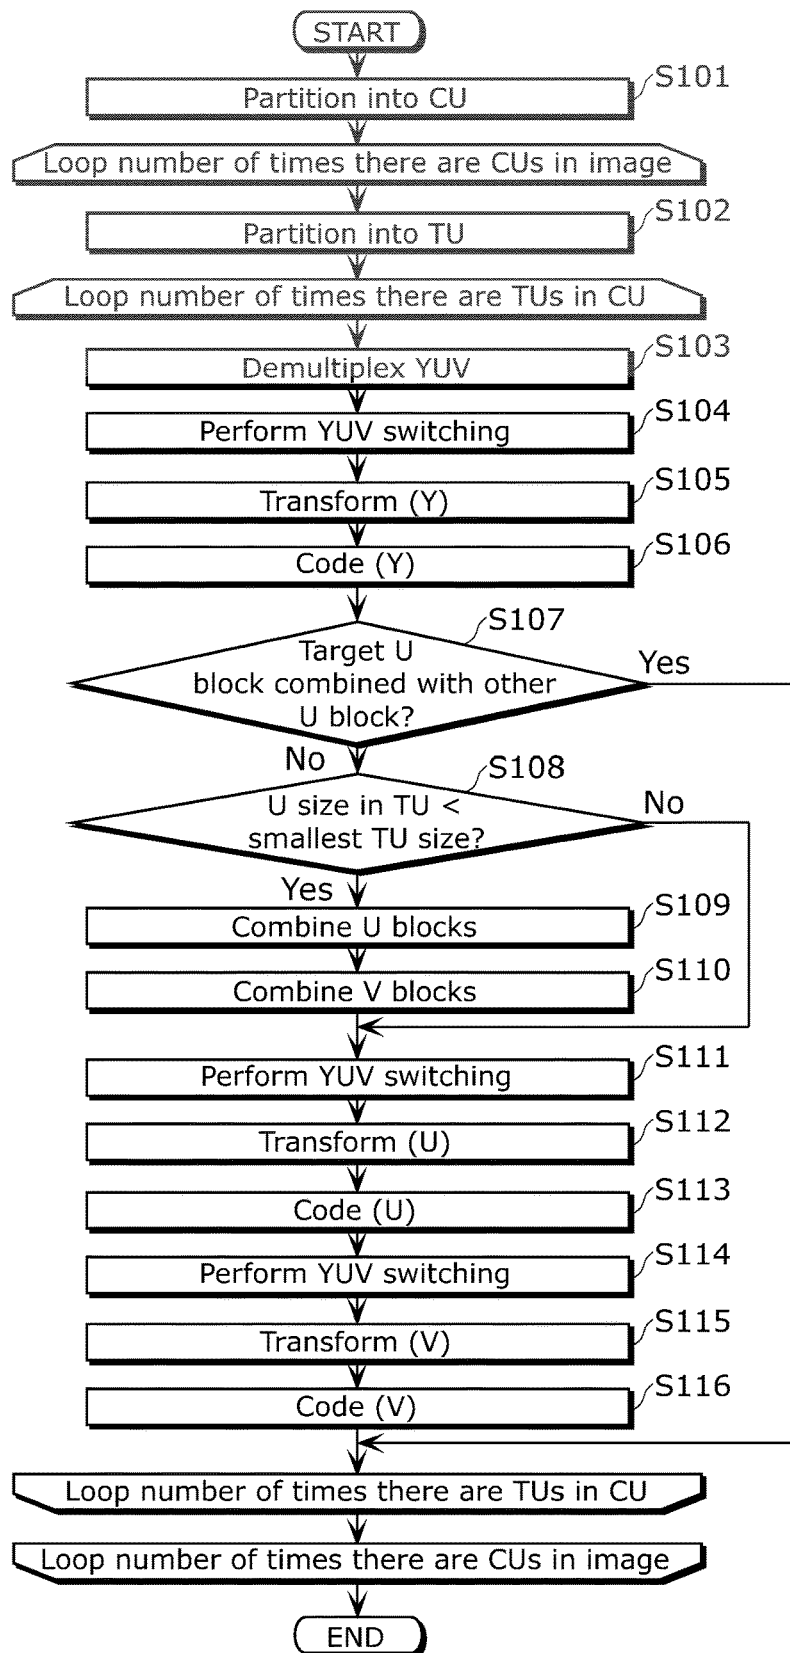 START
S101
Partition into CU
Loop number of times there are CUs in image
S102
Partition into TU
Loop number of times there are TUs in CU
S103
Demultiplex YUV
S104
Perform YUV switching
S105
Transform (Y)
S106
Code (Y)
S107
Target U
block combined with other
U block?
Yes
No
S108
U size in TU <
smallest TU size?
No
Yes
S109
Combine U blocks
S110
Combine V blocks
S111
Perform YUV switching
S112
Transform (U)
S113
Code (U)
S114
Perform YUV switching
S115
Transform (V)
S116
Code (V)
Loop number of times there are TUs in CU
Loop number of times there are CUs in image
END